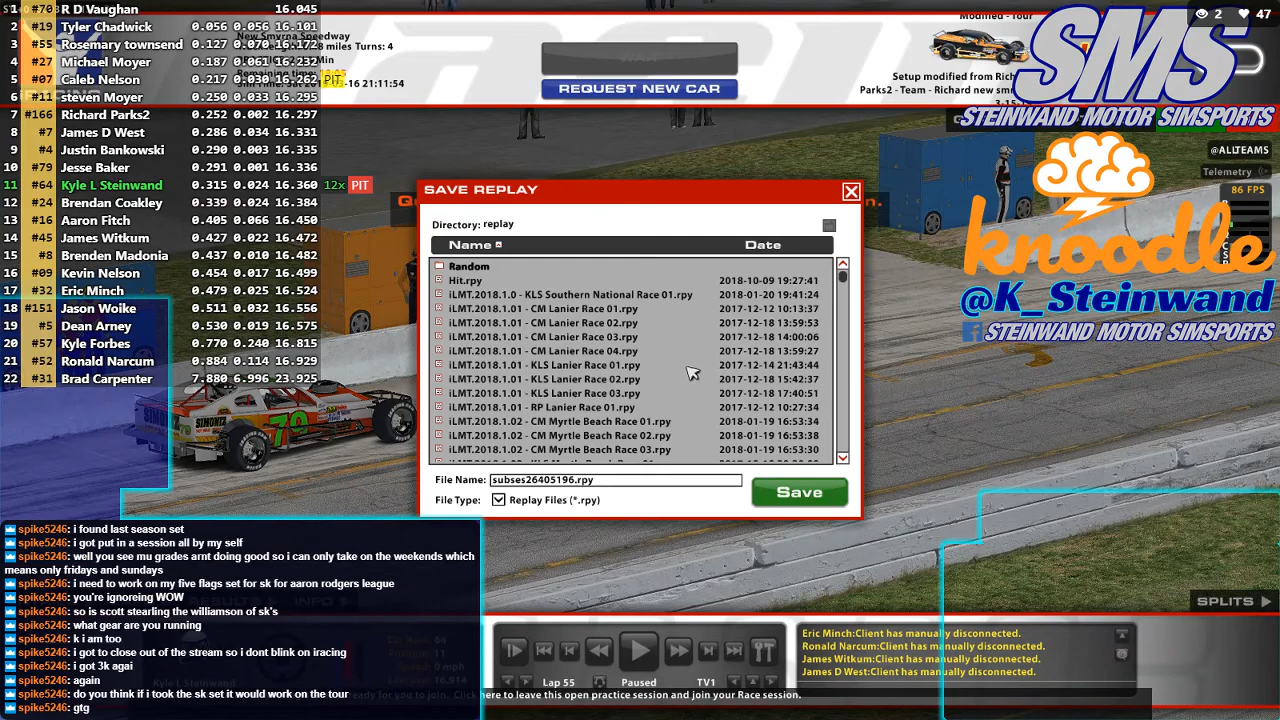 1 #70 R D Vaughan 16.045
2 #19 Tyler Chadwick 0.056 0.056 16.101
3 #55 Rosemary townsend 0.127 0.070 16.172
4 #27 Michael Moyer 0.187 0.061 16.232
5 #07 Caleb Nelson 0.217 0.030 16.262 PIT
6 #11 steven Moyer 0.250 0.033 16.295
7 #166 Richard Parks2 0.252 0.002 16.297
8 #7 James D West 0.286 0.034 16.331
9 #4 Justin Bankowski 0.290 0.003 16.335
10 #79 Jesse Baker 0.291 0.001 16.336
11 #64 Kyle L Steinwand 0.315 0.024 16.360 12x PIT
12 #24 Brendan Coakley 0.339 0.024 16.384
13 #16 Aaron Fitch 0.405 0.066 16.450
14 #45 James Witkum 0.427 0.022 16.472
15 #8 Brenden Madonia 0.437 0.010 16.482
16 #09 Kevin Nelson 0.454 0.017 16.499
17 #32 Eric Minch 0.479 0.025 16.524
18 #151 Jason Woike 0.511 0.032 16.556
19 #5 Dean Arney 0.530 0.019 16.575
20 #57 Kyle Forbes 0.770 0.240 16.815
21 #52 Ronald Narcum 0.884 0.114 16.929
22 #31 Brad Carpenter 7.880 6.996 23.925
New Smyrna Speedway
miles Turns: 4
-16 21:11:54
REQUEST NEW CAR
Modified - Tour
Setup modified from Rich
Parks2 - Team - Richard new smy
3-15-
2 47
SMS
STEINWAND MOTOR SIMSPORTS
@ALLTEAMS
Telemetry
86 FPS
knoodle
@K_Steinwand
STEINWAND MOTOR SIMSPORTS
SAVE REPLAY
Directory: replay
Name Date
Random
Hit.rpy 2018-10-09 19:27:41
iLMT.2018.1.0 - KLS Southern National Race 01.rpy 2018-01-20 19:41:24
iLMT.2018.1.01 - CM Lanier Race 01.rpy 2017-12-12 10:13:37
iLMT.2018.1.01 - CM Lanier Race 02.rpy 2017-12-18 13:59:53
iLMT.2018.1.01 - CM Lanier Race 03.rpy 2017-12-18 14:00:06
iLMT.2018.1.01 - CM Lanier Race 04.rpy 2017-12-18 13:59:27
iLMT.2018.1.01 - KLS Lanier Race 01.rpy 2017-12-14 21:43:44
iLMT.2018.1.01 - KLS Lanier Race 02.rpy 2017-12-18 15:42:37
iLMT.2018.1.01 - KLS Lanier Race 03.rpy 2017-12-18 17:40:51
iLMT.2018.1.01 - RP Lanier Race 01.rpy 2017-12-12 10:27:34
iLMT.2018.1.02 - CM Myrtle Beach Race 01.rpy 2018-01-19 16:53:34
iLMT.2018.1.02 - CM Myrtle Beach Race 02.rpy 2018-01-19 16:53:38
iLMT.2018.1.02 - CM Myrtle Beach Race 03.rpy 2018-01-19 16:53:30
File Name: subses26405196.rpy
File Type: Replay Files (*.rpy)
Save
spike5246: i found last season set
spike5246: i got put in a session all by my self
spike5246: well you see mu grades arnt doing good so i can only take on the weekends which
means only fridays and sundays
spike5246: i need to work on my five flags set for sk for aaron rodgers league
spike5246: you're ignoring WOW
spike5246: so is scott stearling the williamson of sk's
spike5246: what gear are you running
spike5246: k i am too
spike5246: i got to close out of the stream so i dont blink on iracing
spike5246: i got 3k agai
spike5246: again
spike5246: do you think if i took the sk set it would work on the tour
spike5246: gtg
SPLITS
Lap 55 Paused TV1
Eric Minch:Client has manually disconnected.
Ronald Narcum:Client has manually disconnected.
James Witkum:Client has manually disconnected.
James D West:Client has manually disconnected.
ready for you to join. Click here to leave this open practice session and join your Race session.